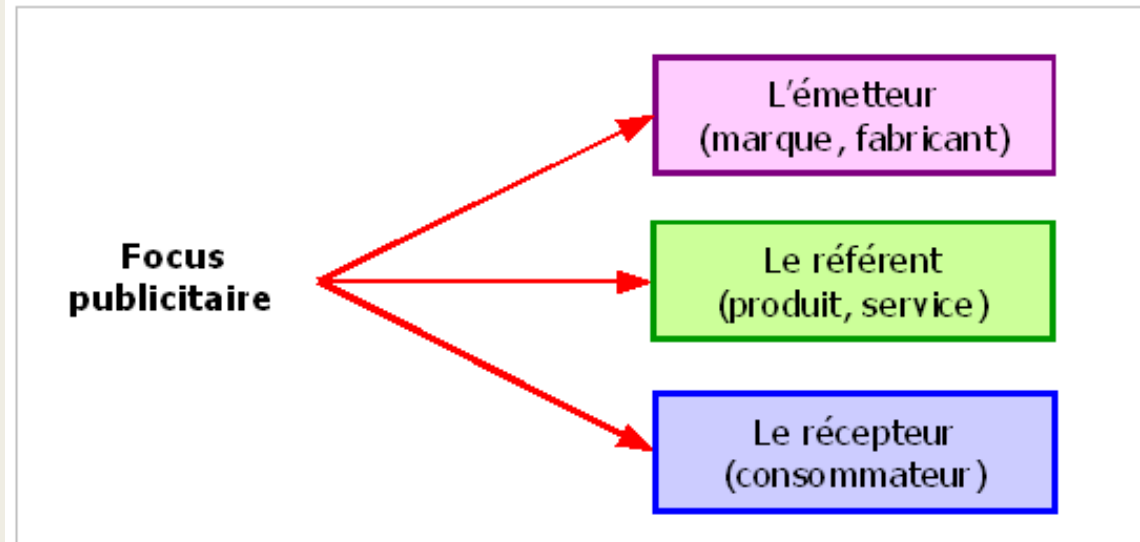 Focus
publicitaire
L'émetteur
(marque, fabricant)
Le référent
(produit, service)
Le récepteur
(consommateur)